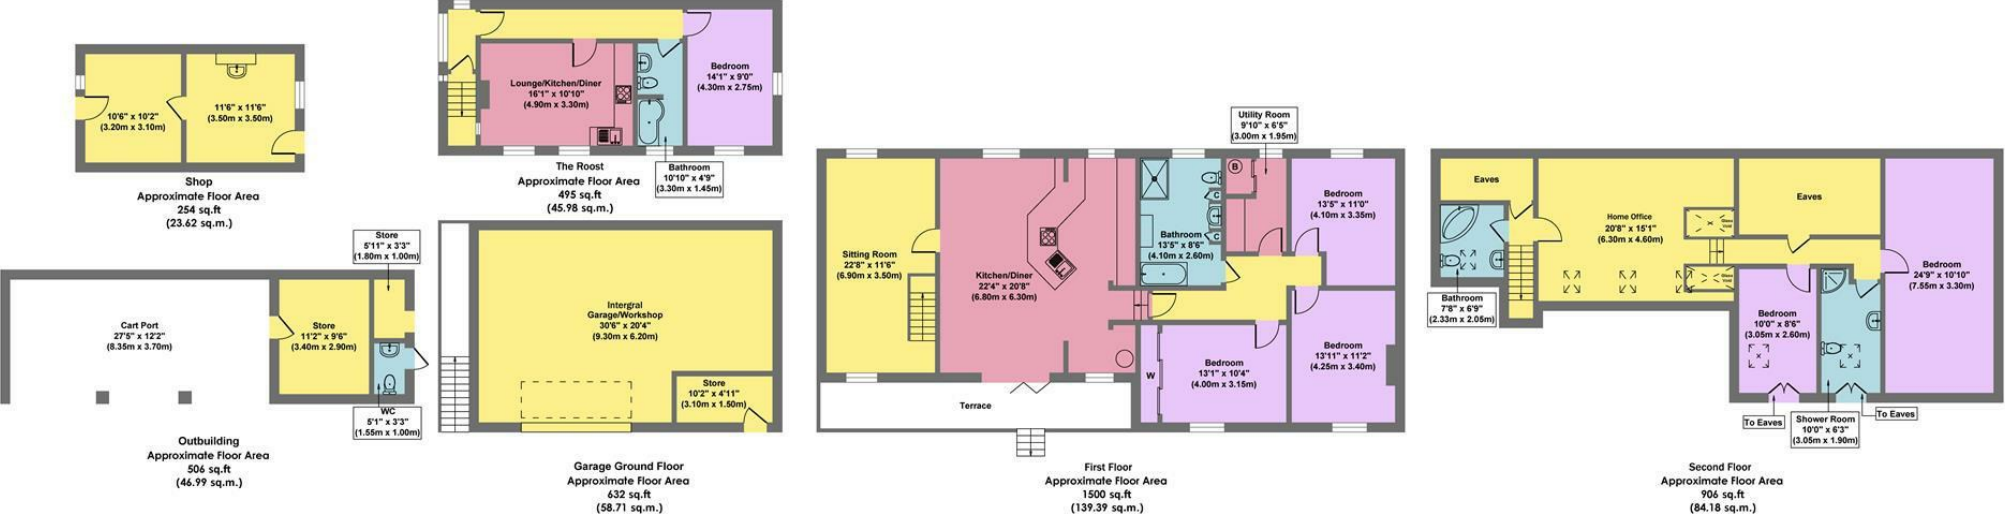 10'6" x 10'2"
(3.20m x 3.10m)
11'6" x 11'6"
(3.50m x 3.50m)
Shop
Approximate Floor Area
254 sq.ft
(23.62 sq.m.)
Lounge/Kitchen/Diner
16'1" x 10'10"
(4.90m x 3.30m)
Bedroom
14'1" x 9'0"
(4.30m x 2.75m)
Bathroom
10'10" x 4'9"
(3.30m x 1.45m)
The Roost
Approximate Floor Area
495 sq.ft
(45.98 sq.m.)
Store
5'11" x 3'3"
(1.80m x 1.00m)
Cart Port
27'5" x 12'2"
(8.35m x 3.70m)
Store
11'2" x 9'6"
(3.40m x 2.90m)
WC
5'1" x 3'3"
(1.55m x 1.00m)
Outbuilding
Approximate Floor Area
506 sq.ft
(46.99 sq.m.)
Intergral
Garage/Workshop
30'6" x 20'4"
(9.30m x 6.20m)
Store
10'2" x 4'11"
(3.10m x 1.50m)
Garage Ground Floor
Approximate Floor Area
632 sq.ft
(58.71 sq.m.)
Utility Room
9'10" x 6'5"
(3.00m x 1.95m)
B
C
C
Sitting Room
22'8" x 11'6"
(6.90m x 3.50m)
Kitchen/Diner
22'4" x 20'8"
(6.80m x 6.30m)
Bathroom
13'5" x 8'6"
(4.10m x 2.60m)
Bedroom
13'5" x 11'0"
(4.10m x 3.35m)
W
Bedroom
13'1" x 10'4"
(4.00m x 3.15m)
Bedroom
13'11" x 11'2"
(4.25m x 3.40m)
Terrace
First Floor
Approximate Floor Area
1500 sq.ft
(139.39 sq.m.)
Eaves
Home Office
20'8" x 15'1"
(6.30m x 4.60m)
Eaves
Bedroom
24'9" x 10'10"
(7.55m x 3.30m)
Bathroom
7'8" x 6'9"
(2.33m x 2.05m)
Bedroom
10'0" x 8'6"
(3.05m x 2.60m)
To Eaves
Shower Room
10'0" x 6'3"
(3.05m x 1.90m)
To Eaves
Second Floor
Approximate Floor Area
906 sq.ft
(84.18 sq.m.)